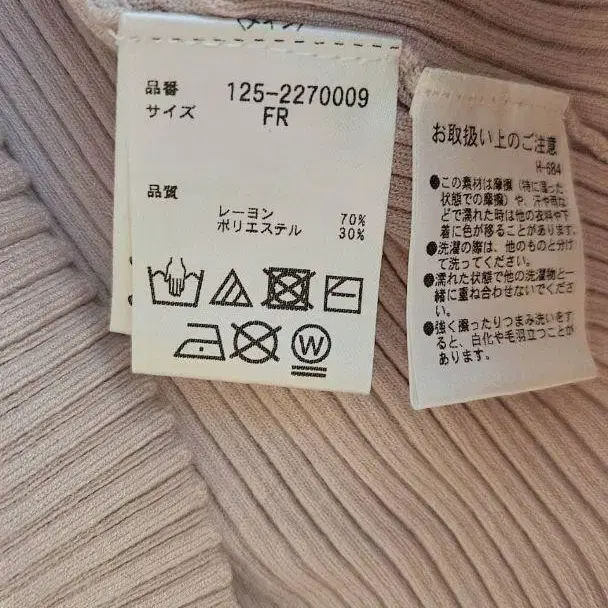 品番 125-2270009
サイズ FR
品質
レーヨン 70%
ポリエステル 30%
W
お取扱い上のご注意
H-684
●この素材は摩擦（特に湿った
状態での摩擦）や、汗や雨な
どで濡れた時は他の衣料や下
着に色が移ることがあります。
●洗濯の際は、他のものと分け
て洗ってください。
●濡れた状態で他の洗濯物と一
緒に重ね合わせないでくださ
い。
●強く擦ったりつまみ洗いをす
ると、白化や毛羽立つことが
あります。